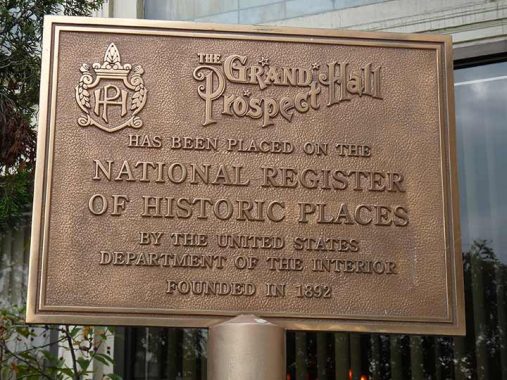 PH
THE
GRAND HALL
PROSPECT
HAS BEEN PLACED ON THE
NATIONAL REGISTER
OF HISTORIC PLACES
BY THE UNITED STATES
DEPARTMENT OF THE INTERIOR
FOUNDED IN 1892